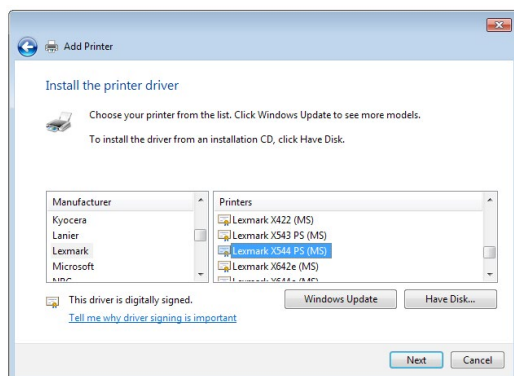 Add Printer
Install the printer driver
Choose your printer from the list. Click Windows Update to see more models.
To install the driver from an installation CD, click Have Disk.
Manufacturer
Kyocera
Lanier
Lexmark
Microsoft
Printers
Lexmark X422 (MS)
Lexmark X543 PS (MS)
Lexmark X544 PS (MS)
Lexmark X642e (MS)
This driver is digitally signed.
Tell me why driver signing is important
Windows Update
Have Disk...
Next
Cancel